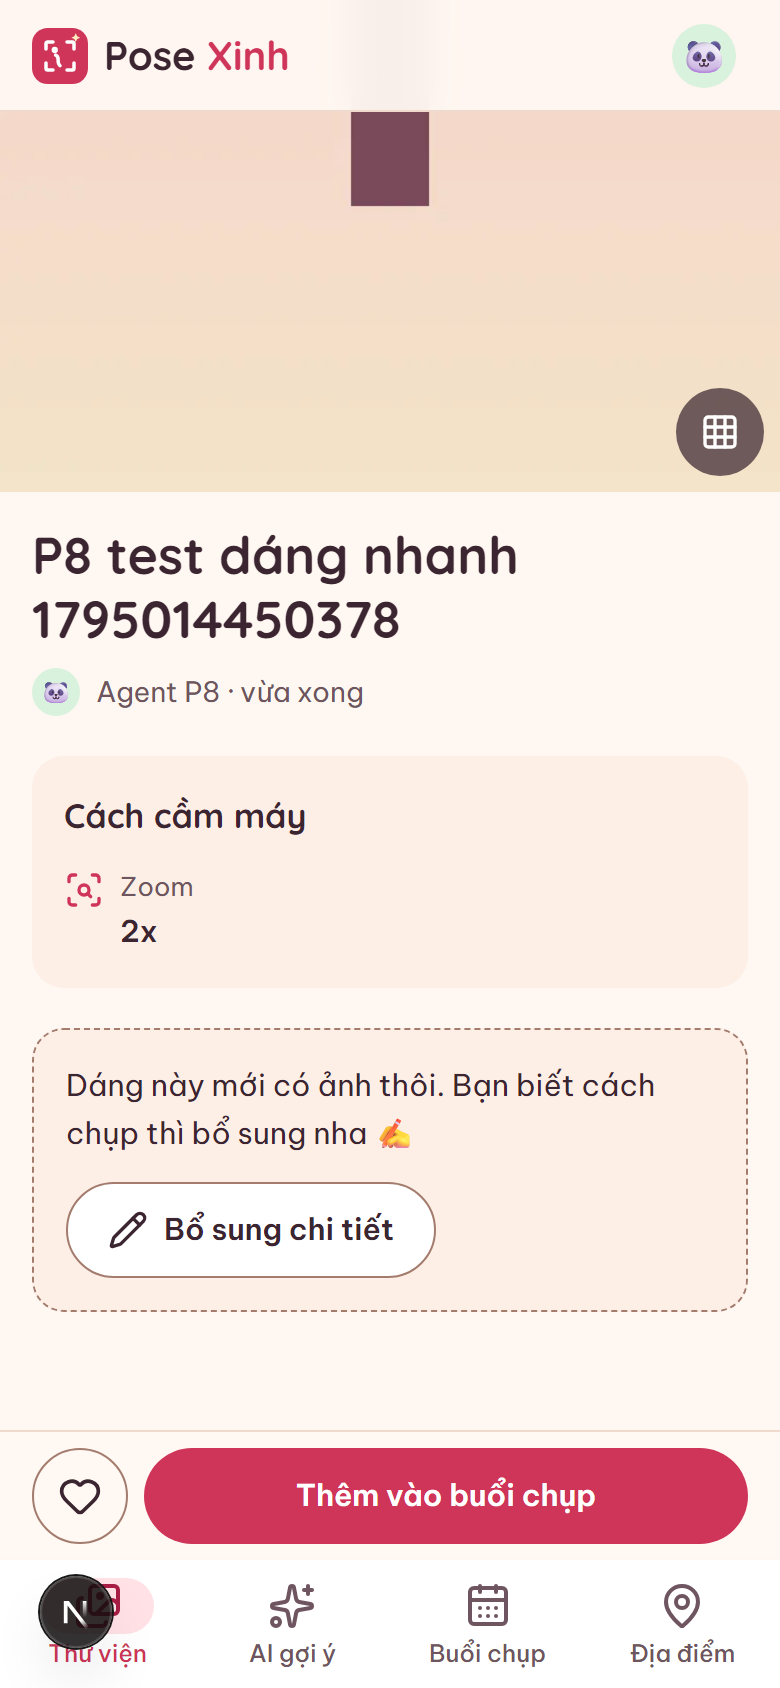 Pose Xinh
P8 test dáng nhanh
1795014450378
Agent P8 · vừa xong
Cách cầm máy
Zoom
2x
Dáng này mới có ảnh thôi. Bạn biết cách
chụp thì bổ sung nha ✍️
Bổ sung chi tiết
Thêm vào buổi chụp
N
Thư viện
AI gợi ý
Buổi chụp
Địa điểm